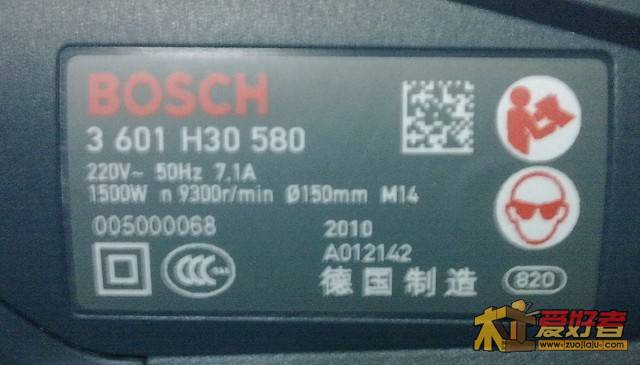 BOSCH
3 601 H30 580
220V~ 50Hz 7.1A
1500W n 9300r/min Ø150mm M14
005000068
2010
A012142
德国制造
820
爱好者
www.zuojiaju.com